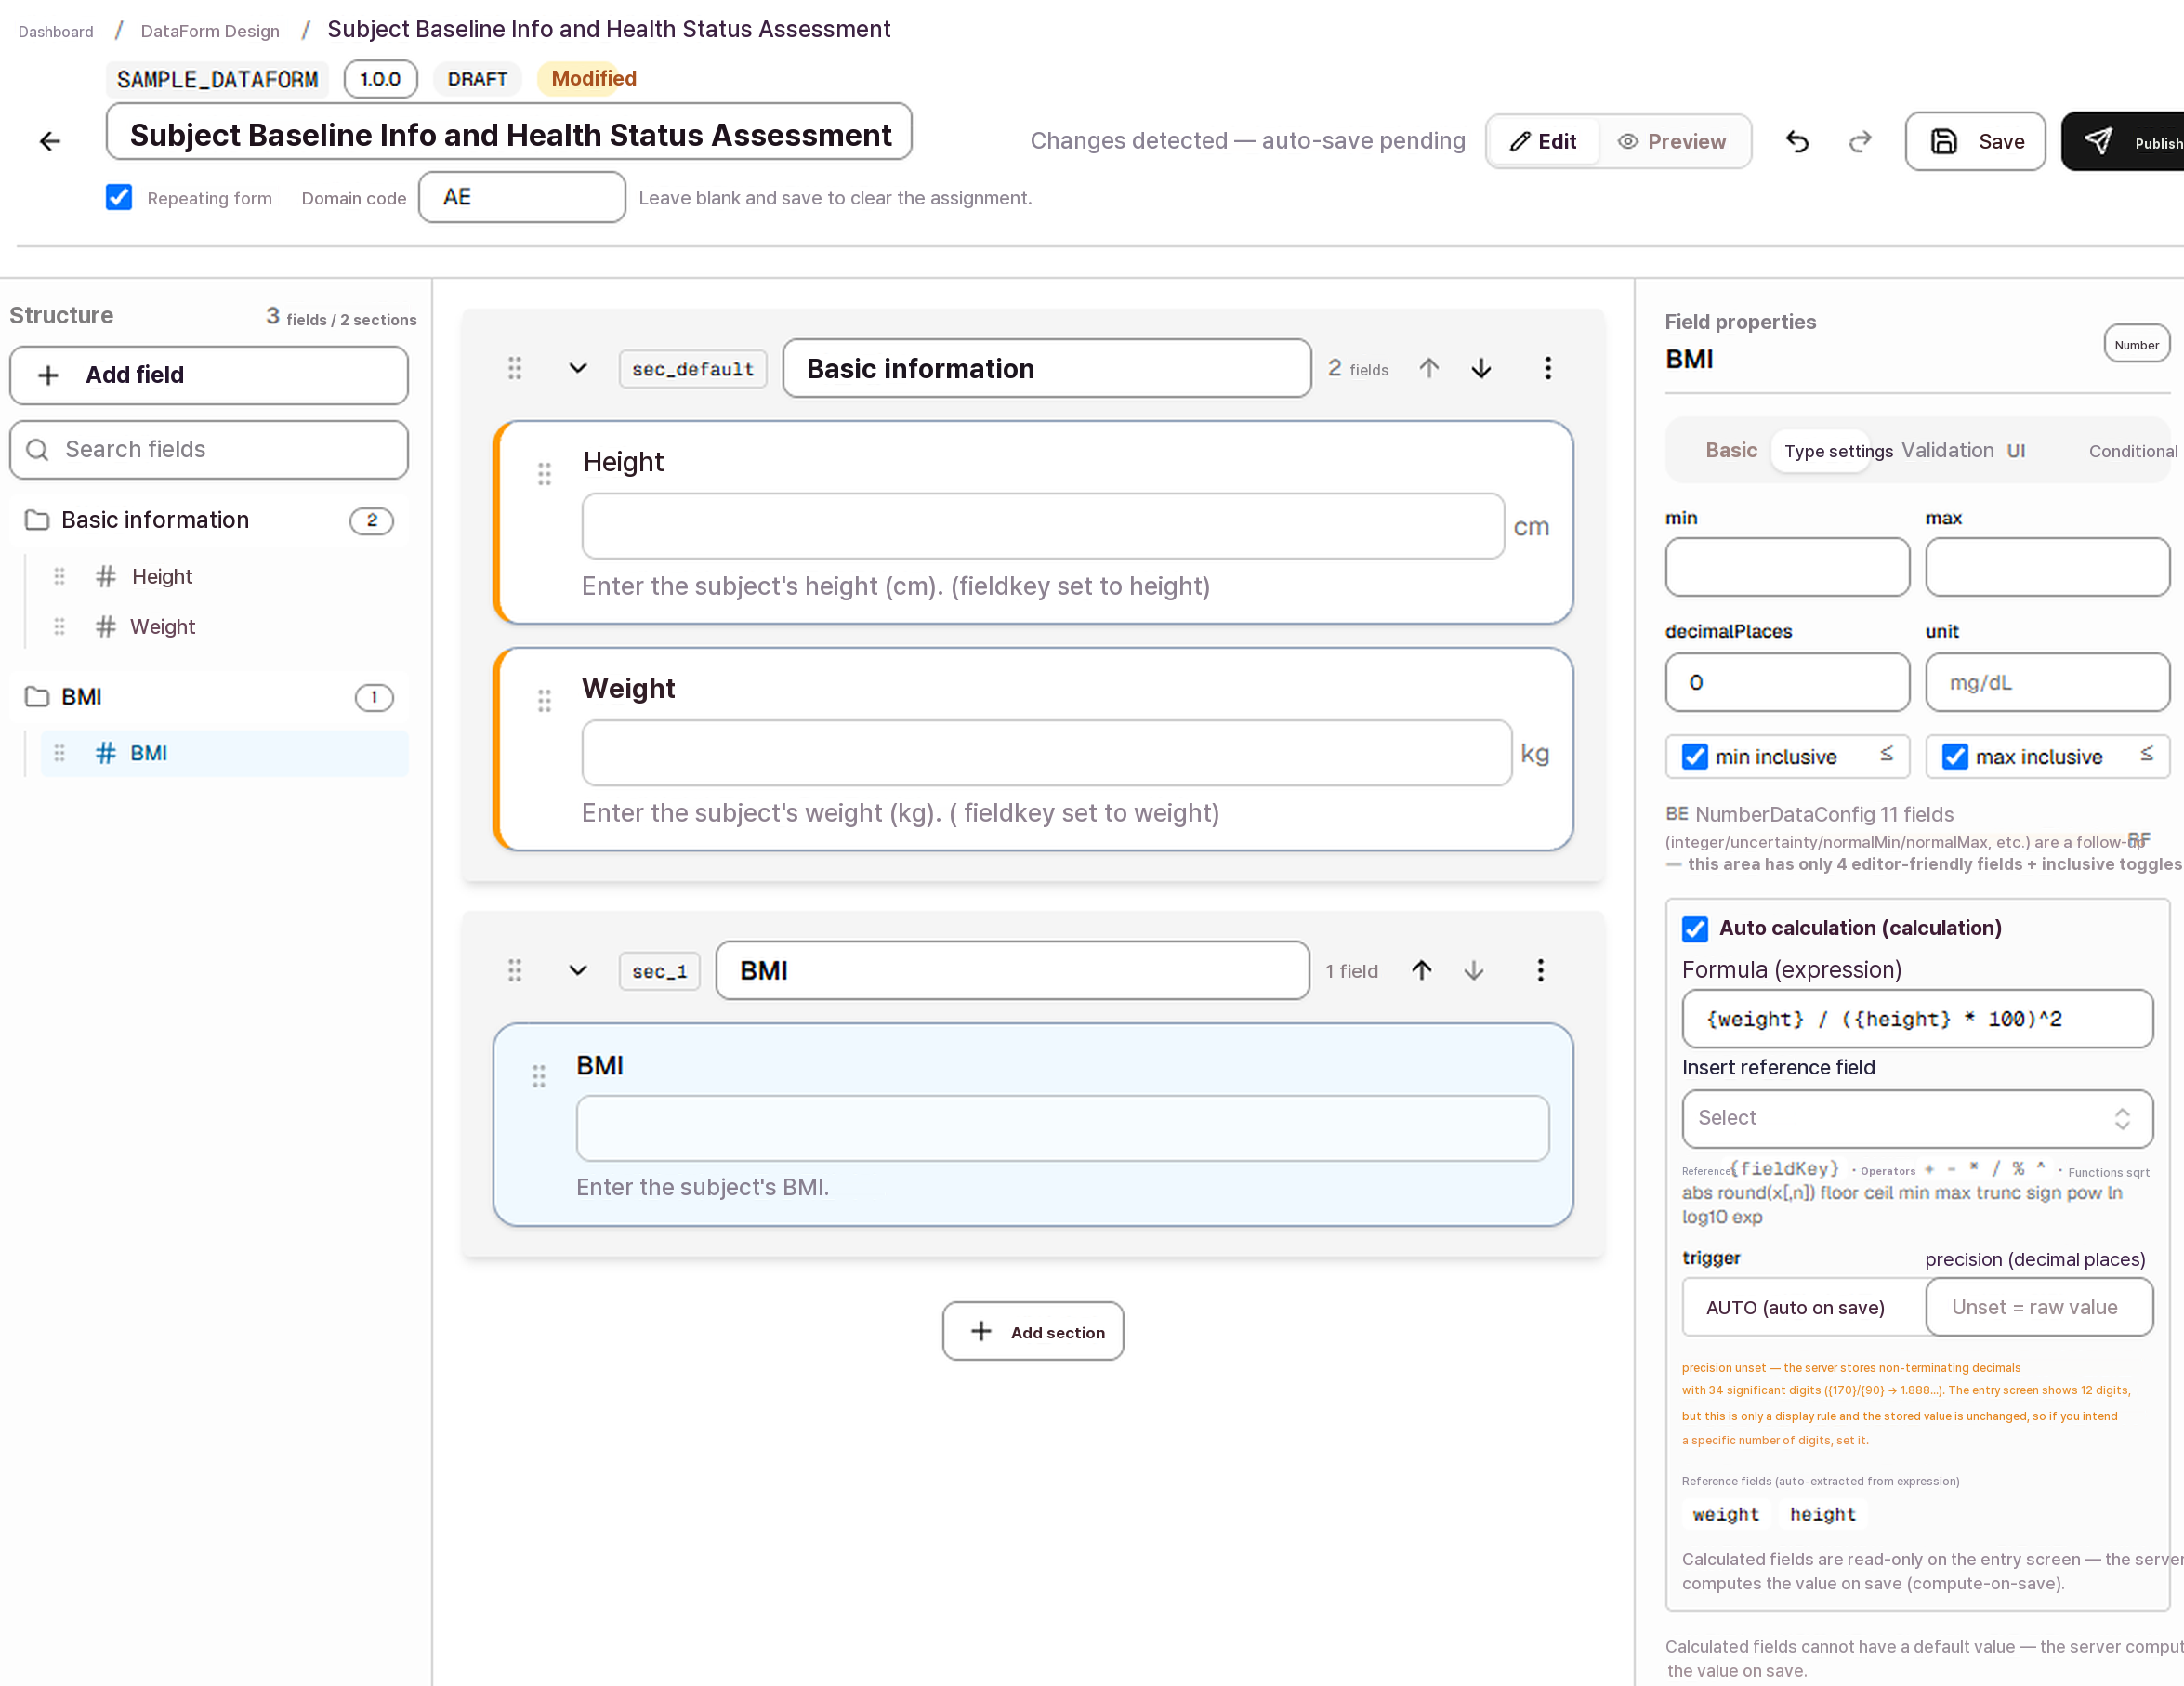 Dashboard / DataForm Design / Subject Baseline Info and Health Status Assessment
SAMPLE_DATAFORM 1.0.0 DRAFT Modified
Subject Baseline Info and Health Status Assessment
Changes detected — auto-save pending Edit Preview Save Publish
Repeating form Domain code AE Leave blank and save to clear the assignment.
Structure 3 fields / 2 sections
Add field
Search fields
Basic information 2
Height
Weight
BMI 1
BMI
sec_default Basic information 2 fields
Height
cm
Enter the subject's height (cm). (fieldkey set to height)
Weight
kg
Enter the subject's weight (kg). ( fieldkey set to weight)
sec_1 BMI 1 field
BMI
Enter the subject's BMI.
Add section
Field properties
BMI Number
Basic Type settings Validation UI Conditional
min max
decimalPlaces unit
0 mg/dL
min inclusive ≤ max inclusive ≤
BE NumberDataConfig 11 fields
(integer/uncertainty/normalMin/normalMax, etc.) are a follow-up
— this area has only 4 editor-friendly fields + inclusive toggles
Auto calculation (calculation)
Formula (expression)
{weight} / ({height} * 100)^2
Insert reference field
Select
Reference {fieldKey} · Operators + - * / % ^ · Functions sqrt
abs round(x[,n]) floor ceil min max trunc sign pow ln
log10 exp
trigger precision (decimal places)
AUTO (auto on save) Unset = raw value
precision unset — the server stores non-terminating decimals
with 34 significant digits ({170}/{90} → 1.888...). The entry screen shows 12 digits,
but this is only a display rule and the stored value is unchanged, so if you intend
a specific number of digits, set it.
Reference fields (auto-extracted from expression)
weight height
Calculated fields are read-only on the entry screen — the server
computes the value on save (compute-on-save).
Calculated fields cannot have a default value — the server comput
the value on save.